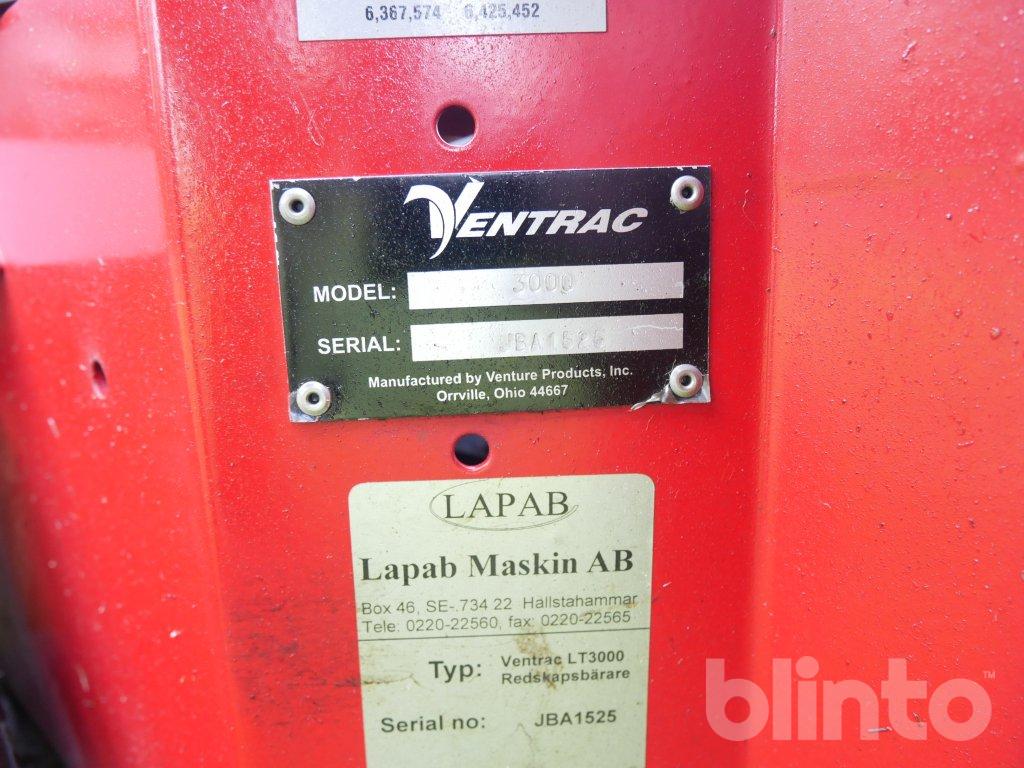 6,367,574 6,425,452
VENTRAC
MODEL: 3000
SERIAL: JBA1525
Manufactured by Venture Products, Inc.
Orrville, Ohio 44667
LAPAB
Lapab Maskin AB
Box 46, SE-.734 22 Hallstahammar
Tele: 0220-22560, fax: 0220-22565
Typ: Ventrac LT3000
Redskapsbärare
Serial no: JBA1525
blinto™